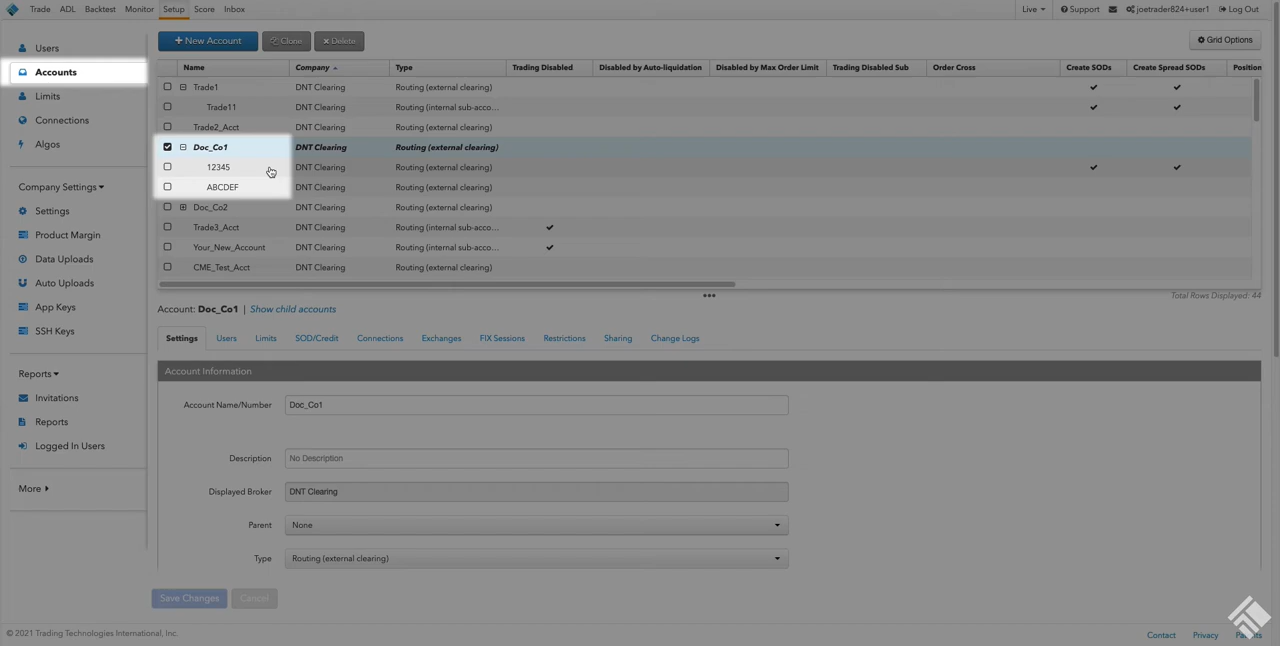 Trade ADL Backtest Monitor Setup Score Inbox Live Support joetrader824+user1 Log Out
Users
Accounts
Limits
Connections
Algos
Company Settings
Settings
Product Margin
Data Uploads
Auto Uploads
App Keys
SSH Keys
Reports
Invitations
Reports
Logged In Users
More
+ New Account Clone Delete Grid Options
Name Company Type Trading Disabled Disabled by Auto-liquidation Disabled by Max Order Limit Trading Disabled Sub Order Cross Create SODs Create Spread SODs Position
Trade1 DNT Clearing Routing (external clearing)
Trade11 DNT Clearing Routing (internal sub-acco...
Trade2_Acct DNT Clearing Routing (external clearing)
Doc_Co1 DNT Clearing Routing (external clearing)
12345 DNT Clearing Routing (external clearing)
ABCDEF DNT Clearing Routing (external clearing)
Doc_Co2 DNT Clearing Routing (external clearing)
Trade3_Acct DNT Clearing Routing (internal sub-acco...
Your_New_Account DNT Clearing Routing (internal sub-acco...
CME_Test_Acct DNT Clearing Routing (external clearing)
Total Rows Displayed: 44
Account: Doc_Co1 | Show child accounts
Settings Users Limits SOD/Credit Connections Exchanges FIX Sessions Restrictions Sharing Change Logs
Account Information
Account Name/Number Doc_Co1
Description No Description
Displayed Broker DNT Clearing
Parent None
Type Routing (external clearing)
Save Changes Cancel
© 2021 Trading Technologies International, Inc. Contact Privacy Patents